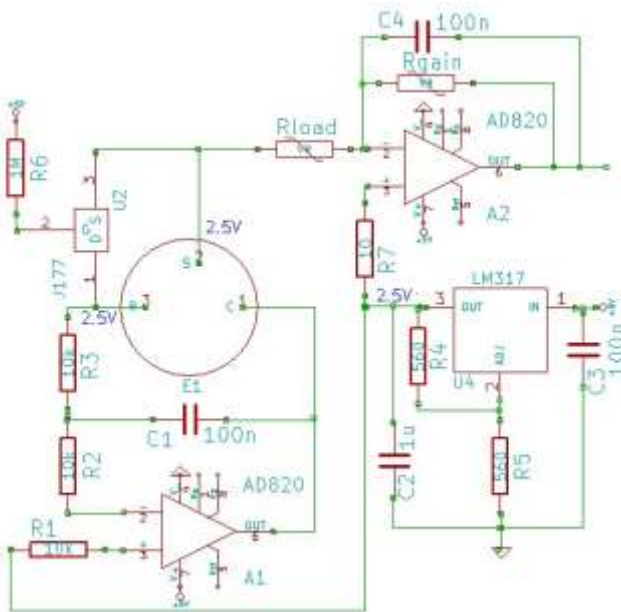 C4
100n
Rgain
AD820
Rload
2
3
OUT
6
A2
7
1M
R6
3
U2
2
G
S
D
J177
1
2.5V
S
2
R
3
C
1
2.5V
E1
10
R7
2.5V
LM317
3
OUT
IN
1
ADJ
U4
2
560
R4
100n
C3
10k
R3
C1
100n
1u
C2
560
R5
10k
R2
AD820
R1
10k
2
3
OUT
6
A1
7